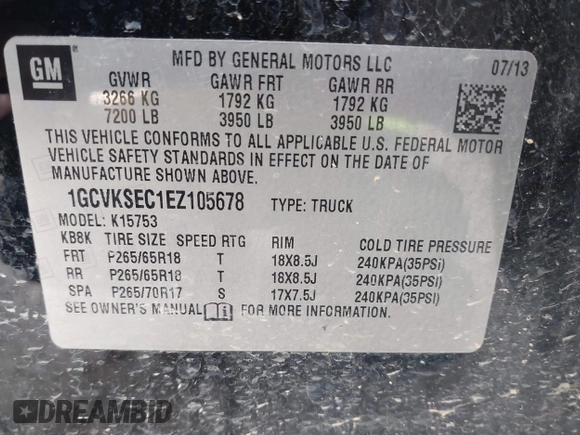 GM
MFD BY GENERAL MOTORS LLC 07/13
GVWR GAWR FRT GAWR RR
3266 KG 1792 KG 1792 KG
7200 LB 3950 LB 3950 LB
THIS VEHICLE CONFORMS TO ALL APPLICABLE U.S. FEDERAL MOTOR
VEHICLE SAFETY STANDARDS IN EFFECT ON THE DATE OF
MANUFACTURE SHOWN ABOVE.
1GCVKSEC1EZ105678 TYPE: TRUCK
MODEL: K15753
KB8K TIRE SIZE SPEED RTG RIM COLD TIRE PRESSURE
FRT P265/65R18 T 18X8.5J 240KPA(35PSi)
RR P265/65R18 T 18X8.5J 240KPA(35PSI)
SPA P265/70R17 S 17X7.5J 240KPA(35PSI)
SEE OWNER'S MANUAL FOR MORE INFORMATION.
DREAMBID